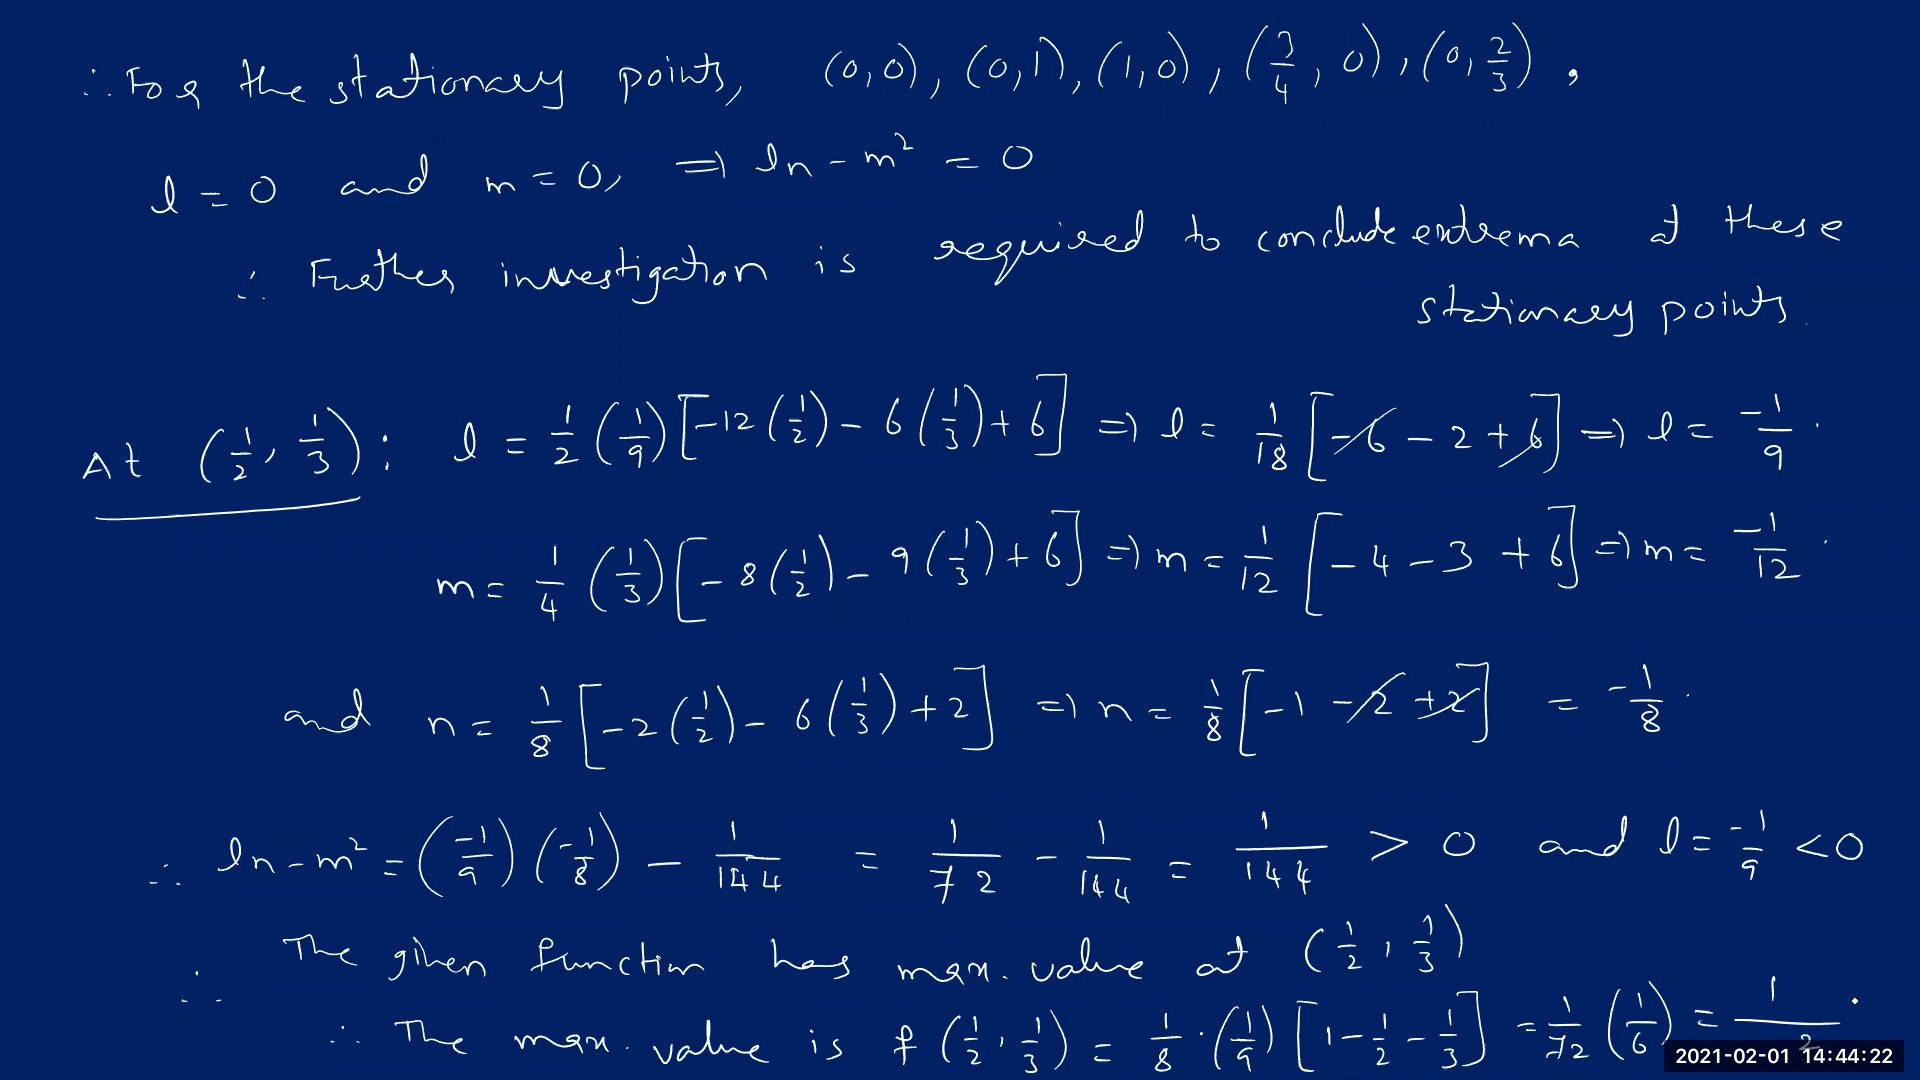 ∴ For the stationary points, (0,0), (0,1), (1,0), (3/4, 0), (0, 2/3),
l = 0 and m = 0, ⇒ ln - m² = 0
∴ Further investigation is required to conclude extrema at these
stationary points.
At (1/2, 1/3): l = 1/2 (1/9) [-12(1/2) - 6(1/3) + 6] ⇒ l = 1/18 [-6 - 2 + 6] ⇒ l = -1/9.
m = 1/4 (1/3) [-8(1/2) - 9(1/3) + 6] ⇒ m = 1/12 [-4 - 3 + 6] ⇒ m = -1/12.
and n = 1/8 [-2(1/2) - 6(1/3) + 2] ⇒ n = 1/8 [-1 - 2 + 2] = -1/8.
∴ ln - m² = (-1/9)(-1/8) - 1/144 = 1/72 - 1/144 = 1/144 > 0 and l = -1/9 < 0
∴ The given function has max. value at (1/2, 1/3)
∴ The max. value is f(1/2, 1/3) = 1/8 · (1/9) [1 - 1/2 - 1/3] = 1/72 (1/6) = 1/
2021-02-01 14:44:22